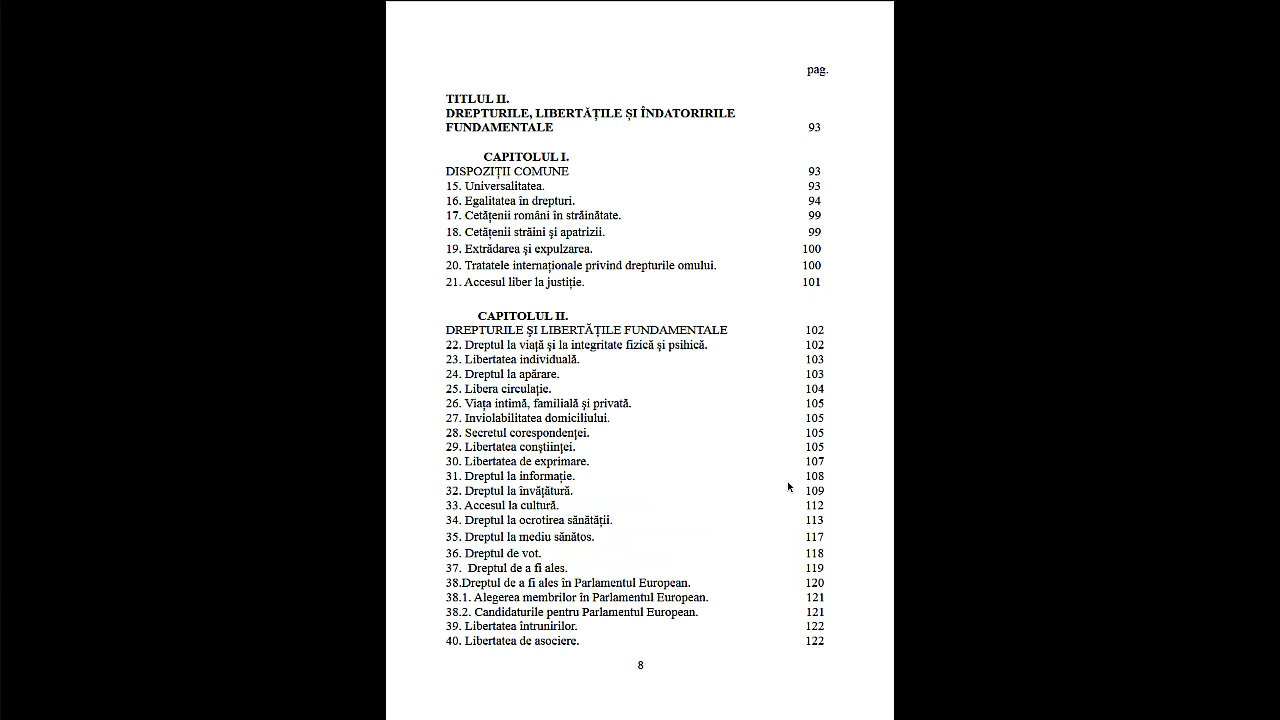 pag.
TITLUL II.
DREPTURILE, LIBERTĂȚILE ȘI ÎNDATORIRILE
FUNDAMENTALE 93
CAPITOLUL I.
DISPOZIȚII COMUNE 93
15. Universalitatea. 93
16. Egalitatea în drepturi. 94
17. Cetățenii români în străinătate. 99
18. Cetățenii străini şi apatrizii. 99
19. Extrădarea şi expulzarea. 100
20. Tratatele internaționale privind drepturile omului. 100
21. Accesul liber la justiție. 101
CAPITOLUL II.
DREPTURILE ŞI LIBERTĂȚILE FUNDAMENTALE 102
22. Dreptul la viață şi la integritate fizică şi psihică. 102
23. Libertatea individuală. 103
24. Dreptul la apărare. 103
25. Libera circulație. 104
26. Viața intimă, familială şi privată. 105
27. Inviolabilitatea domiciliului. 105
28. Secretul corespondenței. 105
29. Libertatea conştiinței. 105
30. Libertatea de exprimare. 107
31. Dreptul la informație. 108
32. Dreptul la învățătură. 109
33. Accesul la cultură. 112
34. Dreptul la ocrotirea sănătății. 113
35. Dreptul la mediu sănătos. 117
36. Dreptul de vot. 118
37. Dreptul de a fi ales. 119
38.Dreptul de a fi ales în Parlamentul European. 120
38.1. Alegerea membrilor în Parlamentul European. 121
38.2. Candidaturile pentru Parlamentul European. 121
39. Libertatea întrunirilor. 122
40. Libertatea de asociere. 122
8